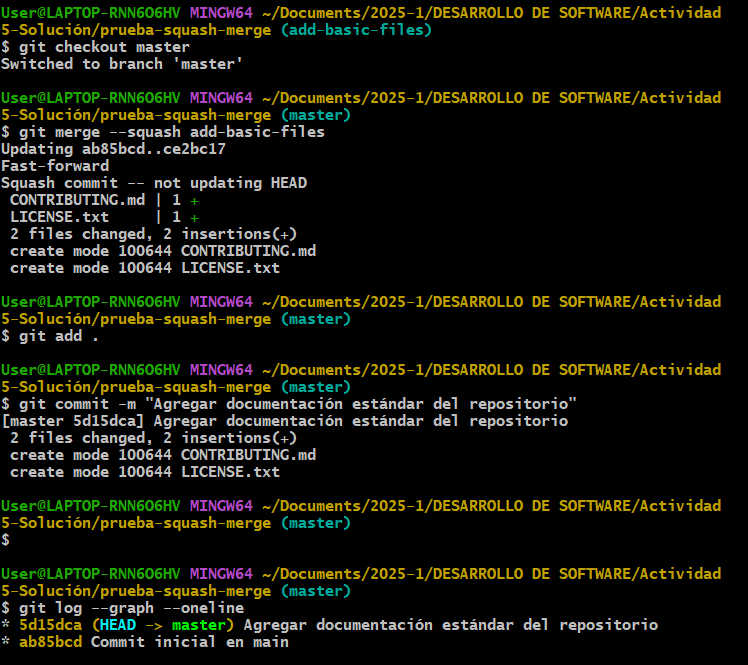 User@LAPTOP-RNN6O6HV MINGW64 ~/Documents/2025-1/DESARROLLO DE SOFTWARE/Actividad
5-Solución/prueba-squash-merge (add-basic-files)
$ git checkout master
Switched to branch 'master'
User@LAPTOP-RNN6O6HV MINGW64 ~/Documents/2025-1/DESARROLLO DE SOFTWARE/Actividad
5-Solución/prueba-squash-merge (master)
$ git merge --squash add-basic-files
Updating ab85bcd..ce2bc17
Fast-forward
Squash commit -- not updating HEAD
 CONTRIBUTING.md | 1 +
 LICENSE.txt     | 1 +
 2 files changed, 2 insertions(+)
 create mode 100644 CONTRIBUTING.md
 create mode 100644 LICENSE.txt
User@LAPTOP-RNN6O6HV MINGW64 ~/Documents/2025-1/DESARROLLO DE SOFTWARE/Actividad
5-Solución/prueba-squash-merge (master)
$ git add .
User@LAPTOP-RNN6O6HV MINGW64 ~/Documents/2025-1/DESARROLLO DE SOFTWARE/Actividad
5-Solución/prueba-squash-merge (master)
$ git commit -m "Agregar documentación estándar del repositorio"
[master 5d15dca] Agregar documentación estándar del repositorio
 2 files changed, 2 insertions(+)
 create mode 100644 CONTRIBUTING.md
 create mode 100644 LICENSE.txt
User@LAPTOP-RNN6O6HV MINGW64 ~/Documents/2025-1/DESARROLLO DE SOFTWARE/Actividad
5-Solución/prueba-squash-merge (master)
$
User@LAPTOP-RNN6O6HV MINGW64 ~/Documents/2025-1/DESARROLLO DE SOFTWARE/Actividad
5-Solución/prueba-squash-merge (master)
$ git log --graph --oneline
* 5d15dca (HEAD -> master) Agregar documentación estándar del repositorio
* ab85bcd Commit inicial en main